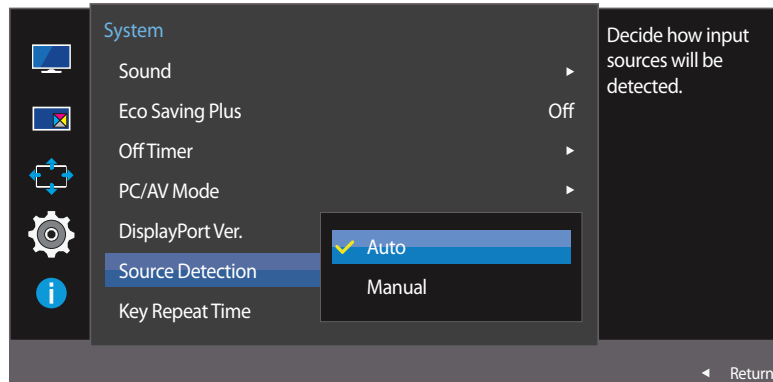 System
Sound
Eco Saving Plus Off
Off Timer
PC/AV Mode
DisplayPort Ver.
Source Detection
Key Repeat Time
Auto
Manual
Decide how input
sources will be
detected.
Return